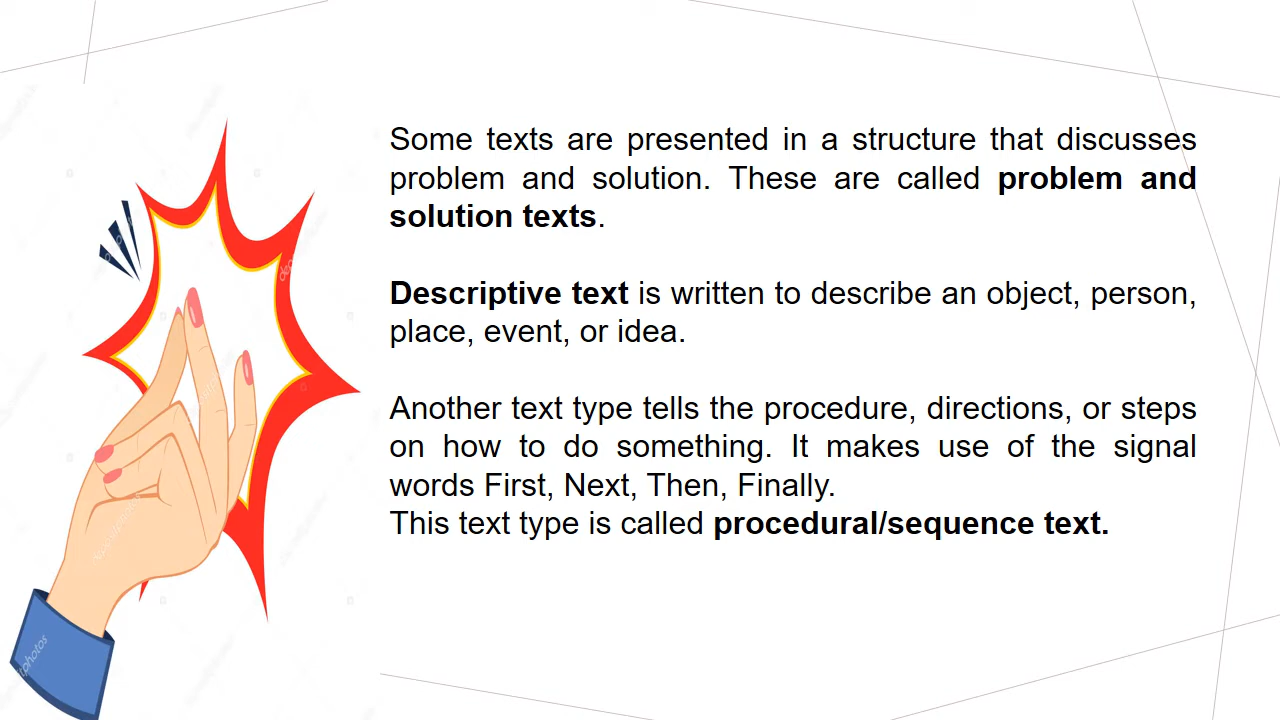 Some texts are presented in a structure that discusses
problem and solution. These are called problem and
solution texts.
Descriptive text is written to describe an object, person,
place, event, or idea.
Another text type tells the procedure, directions, or steps
on how to do something. It makes use of the signal
words First, Next, Then, Finally.
This text type is called procedural/sequence text.